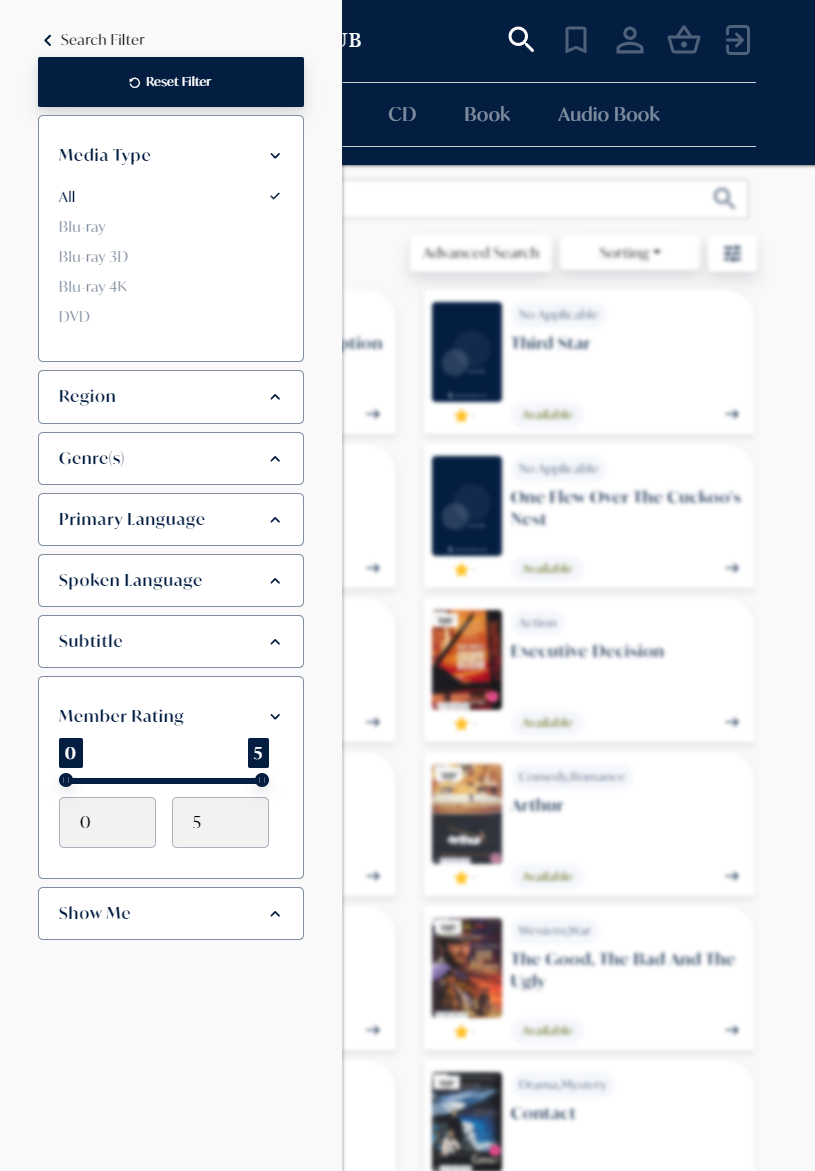 Search Filter
Reset Filter
Media Type
All
Blu-ray
Blu-ray 3D
Blu-ray 4K
DVD
Region
Genre(s)
Primary Language
Spoken Language
Subtitle
Member Rating
0 5
0 5
Show Me
UB
CD Book Audio Book
Advanced Search Sorting
No Applicable
Third Star
Available
No Applicable
One Flew Over The Cuckoo's
Nest
Available
Action
Executive Decision
Available
Comedy,Romance
Arthur
Available
Western,War
The Good, The Bad And The
Ugly
Available
Drama,Mystery
Contact